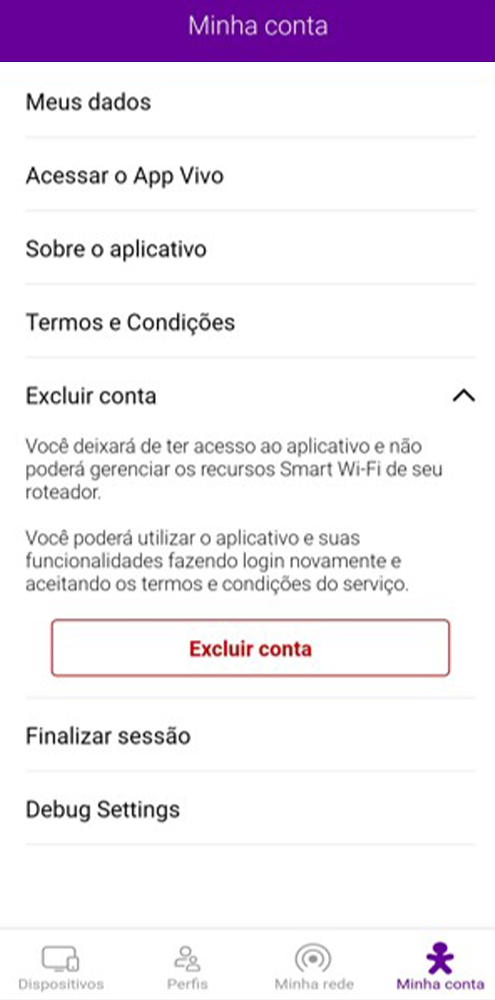 Minha conta
Meus dados
Acessar o App Vivo
Sobre o aplicativo
Termos e Condições
Excluir conta
Você deixará de ter acesso ao aplicativo e não
poderá gerenciar os recursos Smart Wi-Fi de seu
roteador.
Você poderá utilizar o aplicativo e suas
funcionalidades fazendo login novamente e
aceitando os termos e condições do serviço.
Excluir conta
Finalizar sessão
Debug Settings
Dispositivos
Perfis
Minha rede
Minha conta